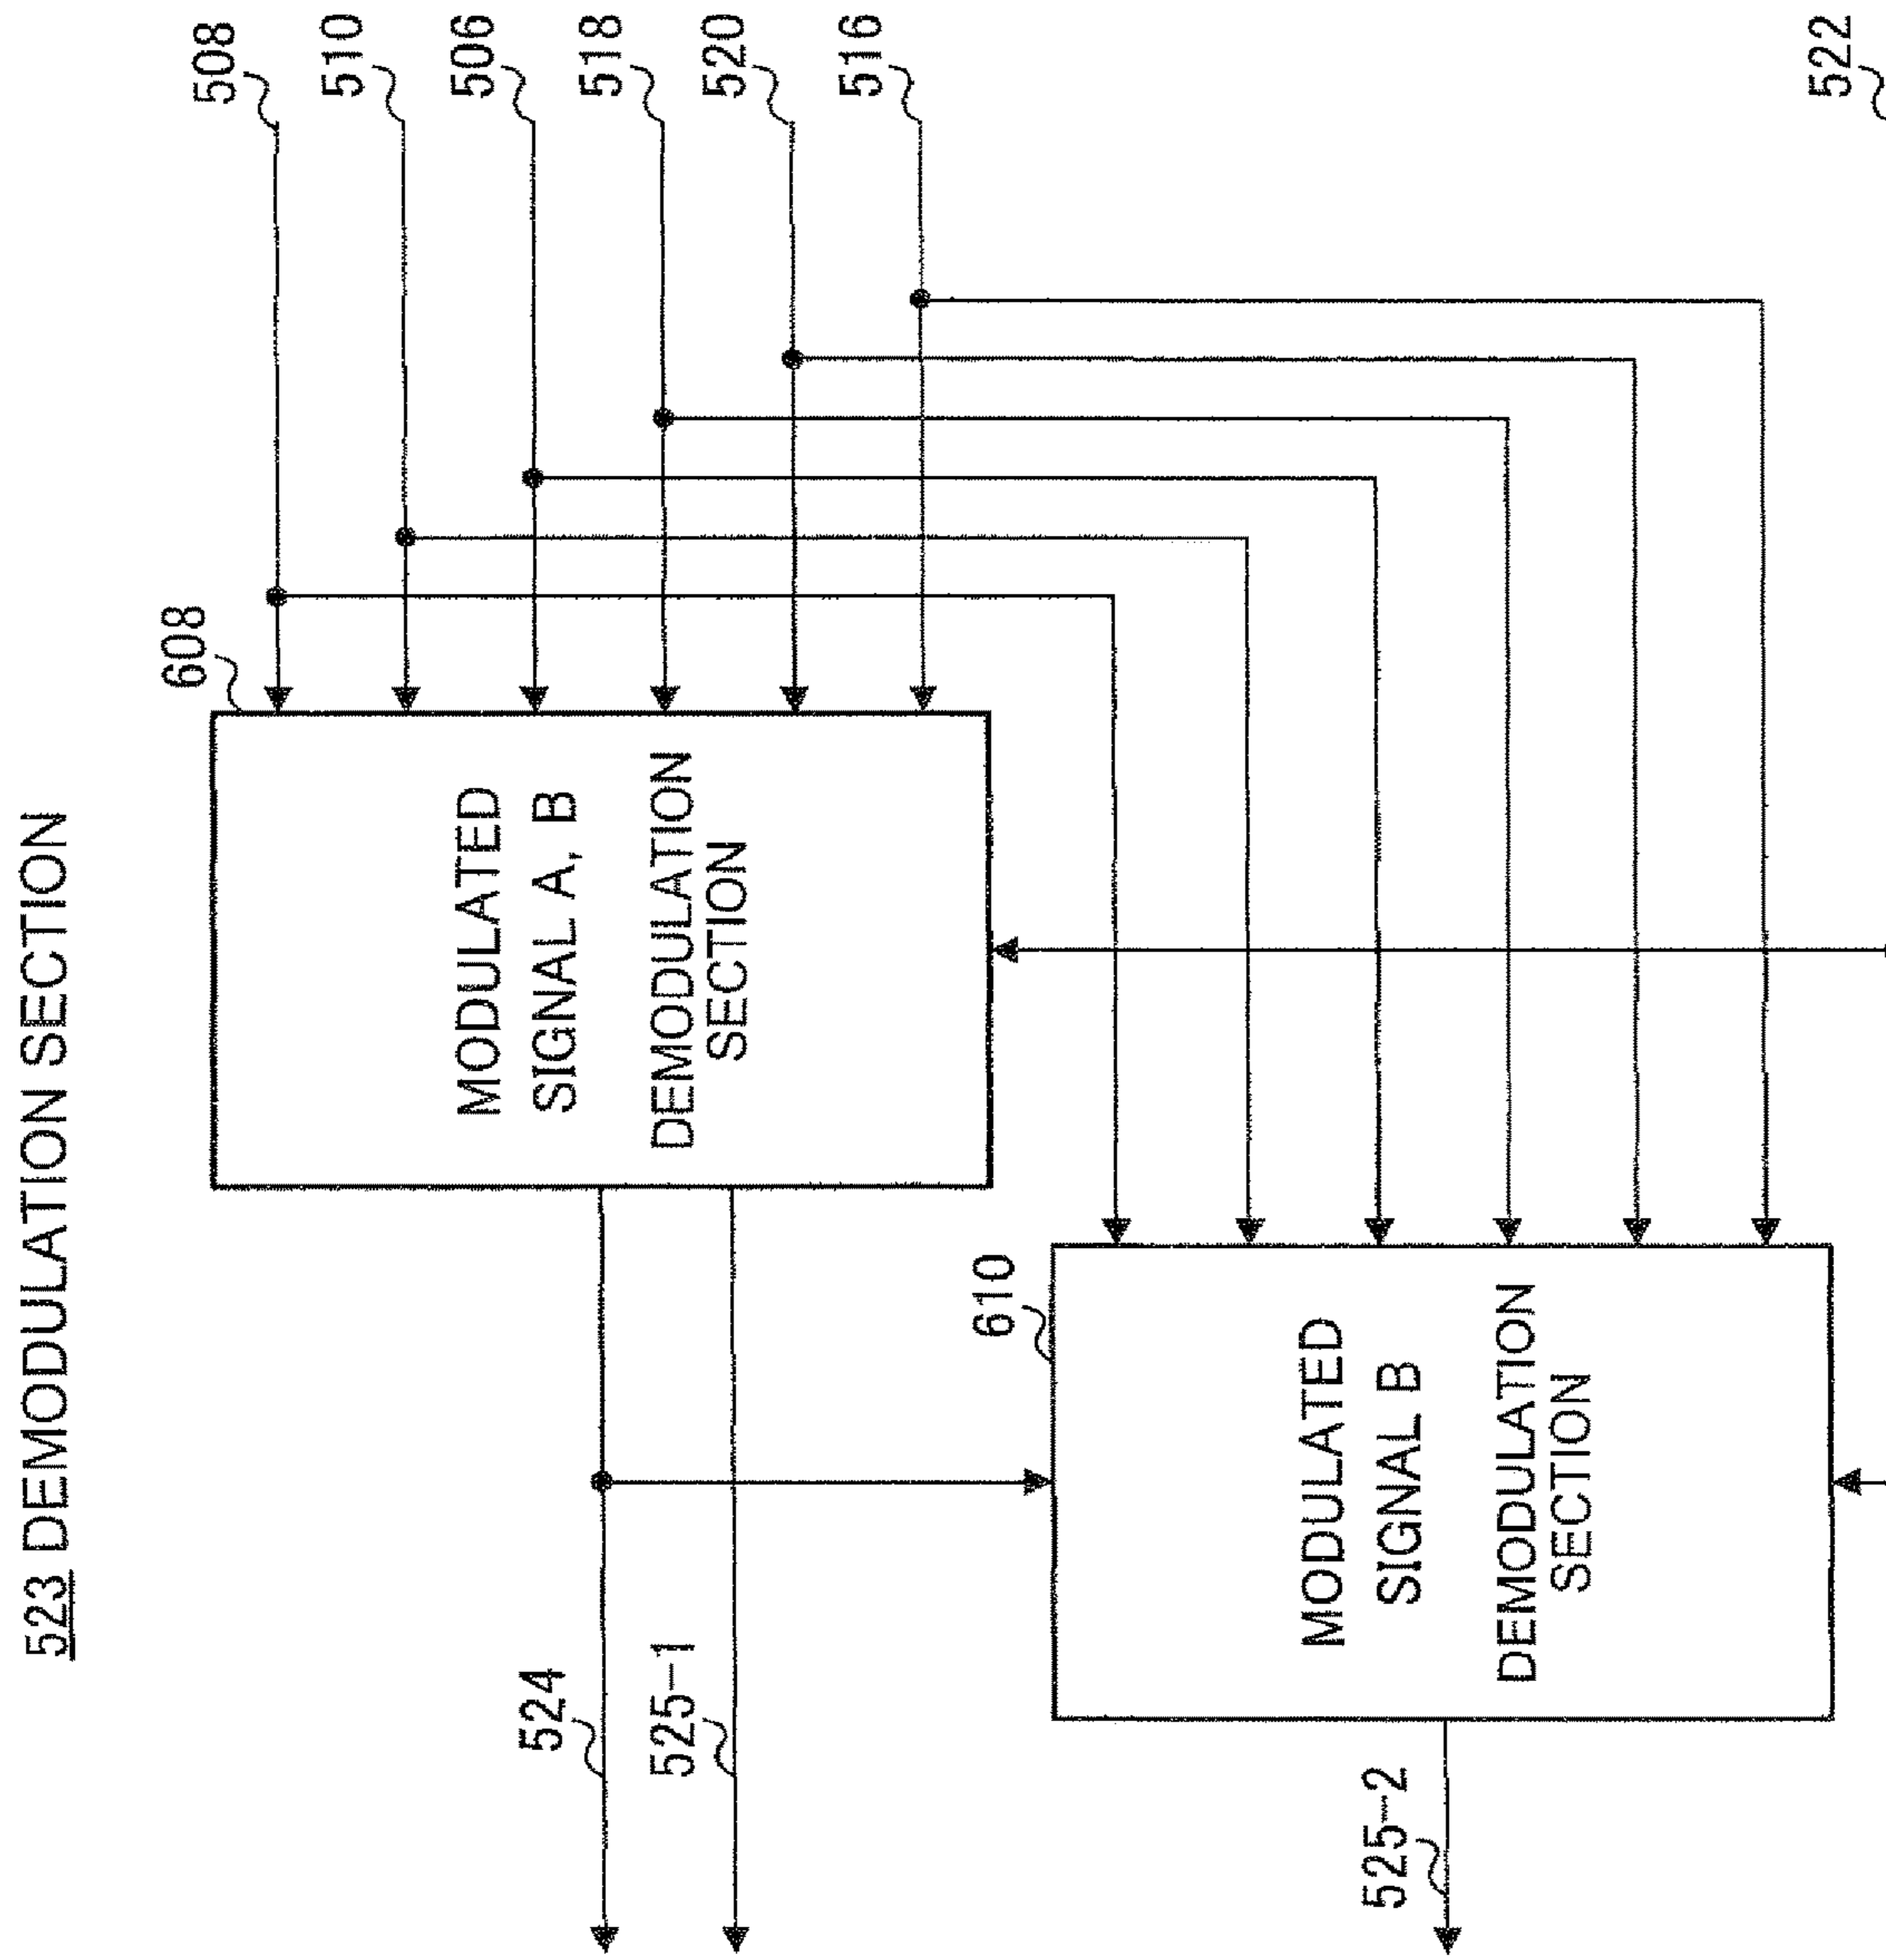 523 DEMODULATION SECTION
508
510
506
518
520
516
522
608
MODULATED
SIGNAL A, B
DEMODULATION
SECTION
610
MODULATED
SIGNAL B
DEMODULATION
SECTION
524
525-1
525-2